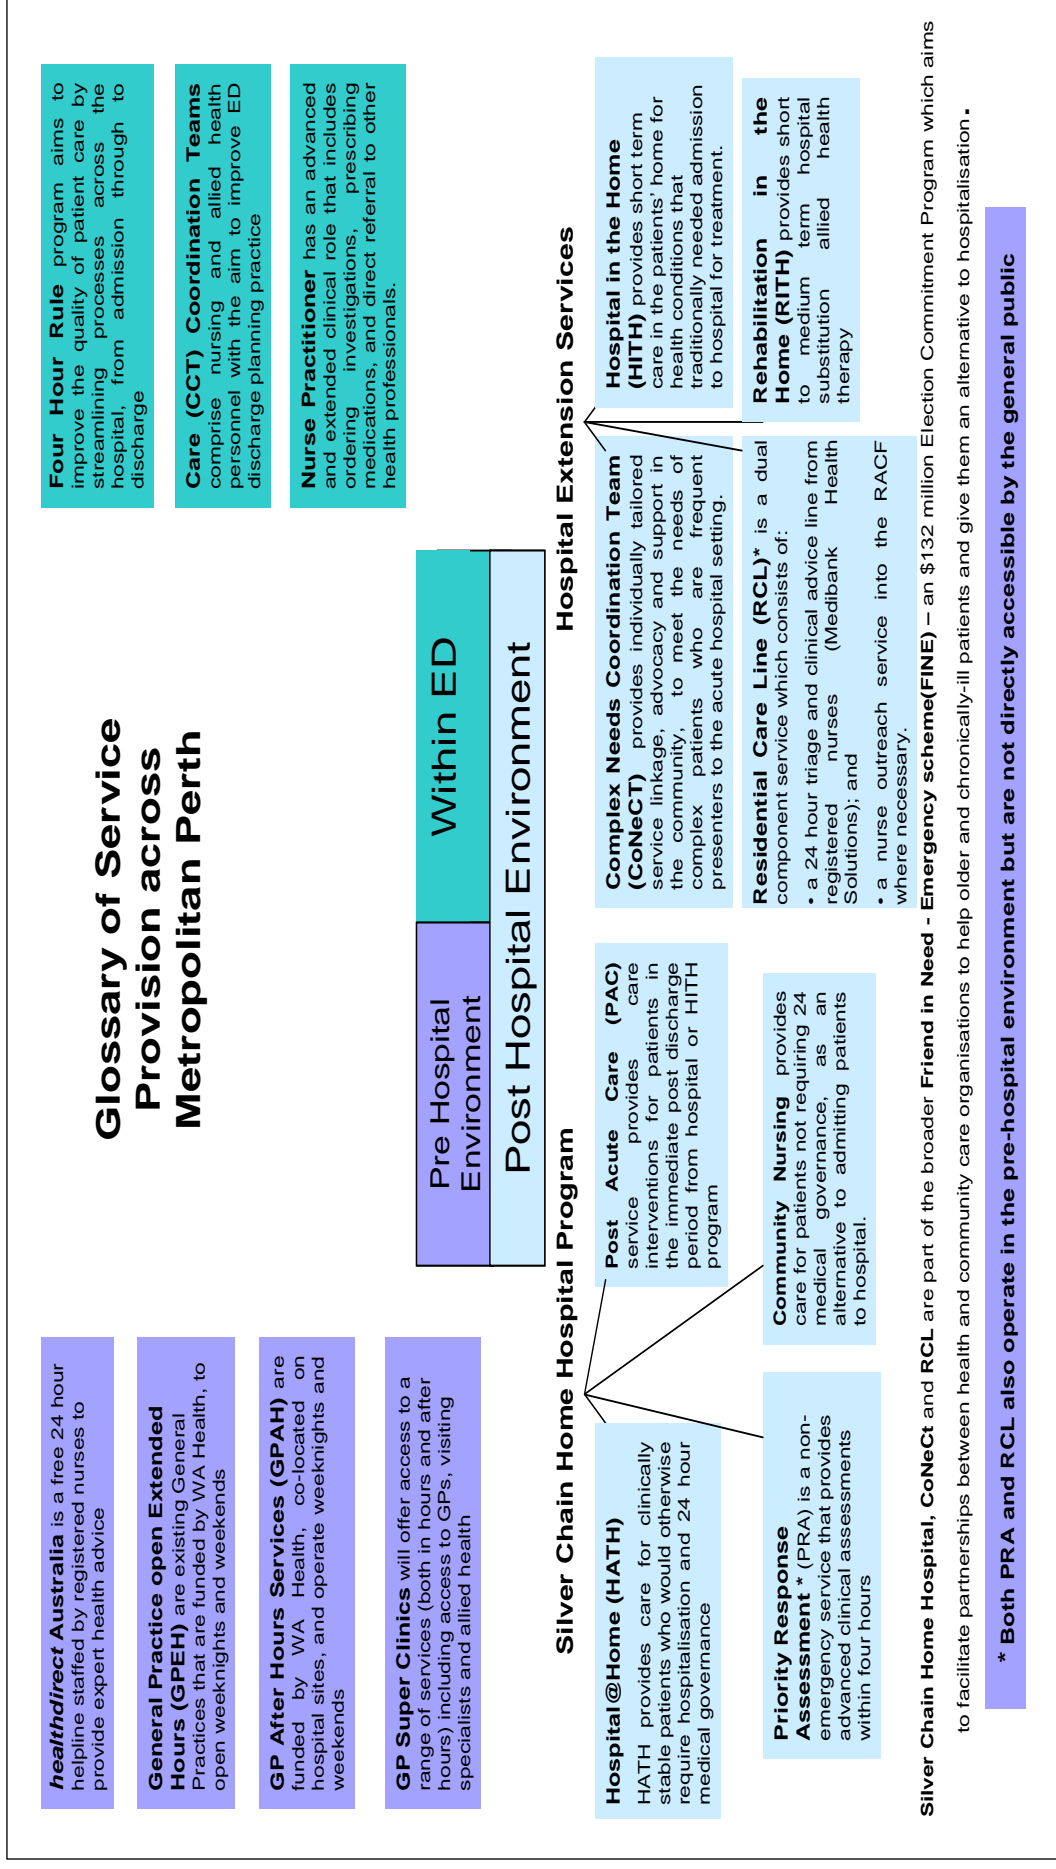 Glossary of Service
Provision across
Metropolitan Perth
healthdirect Australia is a free 24 hour
helpline staffed by registered nurses to
provide expert health advice
General Practice open Extended
Hours (GPEH) are existing General
Practices that are funded by WA Health, to
open weeknights and weekends
GP After Hours Services (GPAH) are
funded by WA Health, co-located on
hospital sites, and operate weeknights and
weekends
GP Super Clinics will offer access to a
range of services (both in hours and after
hours) including access to GPs, visiting
specialists and allied health
Four Hour Rule program aims to
improve the quality of patient care by
streamlining processes across the
hospital, from admission through to
discharge
Care (CCT) Coordination Teams
comprise nursing and allied health
personnel with the aim to improve ED
discharge planning practice
Nurse Practitioner has an advanced
and extended clinical role that includes
ordering investigations, prescribing
medications, and direct referral to other
health professionals.
Pre Hospital
Environment
Within ED
Post Hospital Environment
Silver Chain Home Hospital Program
Hospital@Home (HATH)
HATH provides care for clinically
stable patients who would otherwise
require hospitalisation and 24 hour
medical governance
Post Acute Care (PAC)
service provides care
interventions for patients in
the immediate post discharge
period from hospital or HITH
program
Priority Response
Assessment * (PRA) is a non-
emergency service that provides
advanced clinical assessments
within four hours
Community Nursing provides
care for patients not requiring 24
medical governance, as an
alternative to admitting patients
to hospital.
Hospital Extension Services
Complex Needs Coordination Team
(CoNeCT) provides individually tailored
service linkage, advocacy and support in
the community, to meet the needs of
complex patients who are frequent
presenters to the acute hospital setting.
Hospital in the Home
(HITH) provides short term
care in the patients' home for
health conditions that
traditionally needed admission
to hospital for treatment.
Residential Care Line (RCL)* is a dual
component service which consists of:
• a 24 hour triage and clinical advice line from
registered nurses (Medibank Health
Solutions); and
• a nurse outreach service into the RACF
where necessary.
Rehabilitation in the
Home (RITH) provides short
to medium term hospital
substitution allied health
therapy
Silver Chain Home Hospital, CoNeCt and RCL are part of the broader Friend in Need - Emergency scheme(FINE) – an $132 million Election Commitment Program which aims
to facilitate partnerships between health and community care organisations to help older and chronically-ill patients and give them an alternative to hospitalisation.
* Both PRA and RCL also operate in the pre-hospital environment but are not directly accessible by the general public